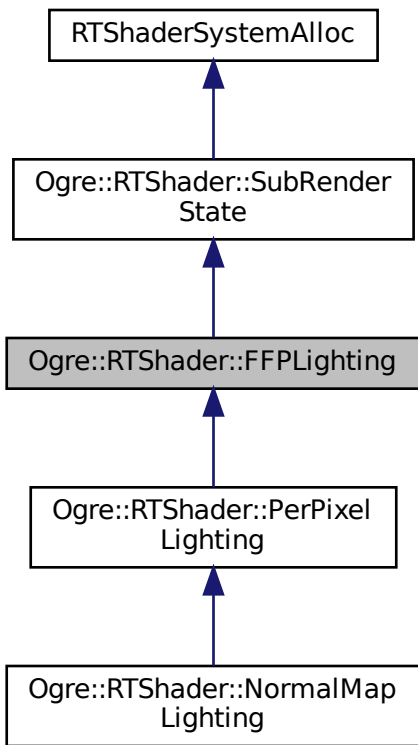 RTShaderSystemAlloc
Ogre::RTShader::SubRender
State
Ogre::RTShader::FFPLighting
Ogre::RTShader::PerPixel
Lighting
Ogre::RTShader::NormalMap
Lighting